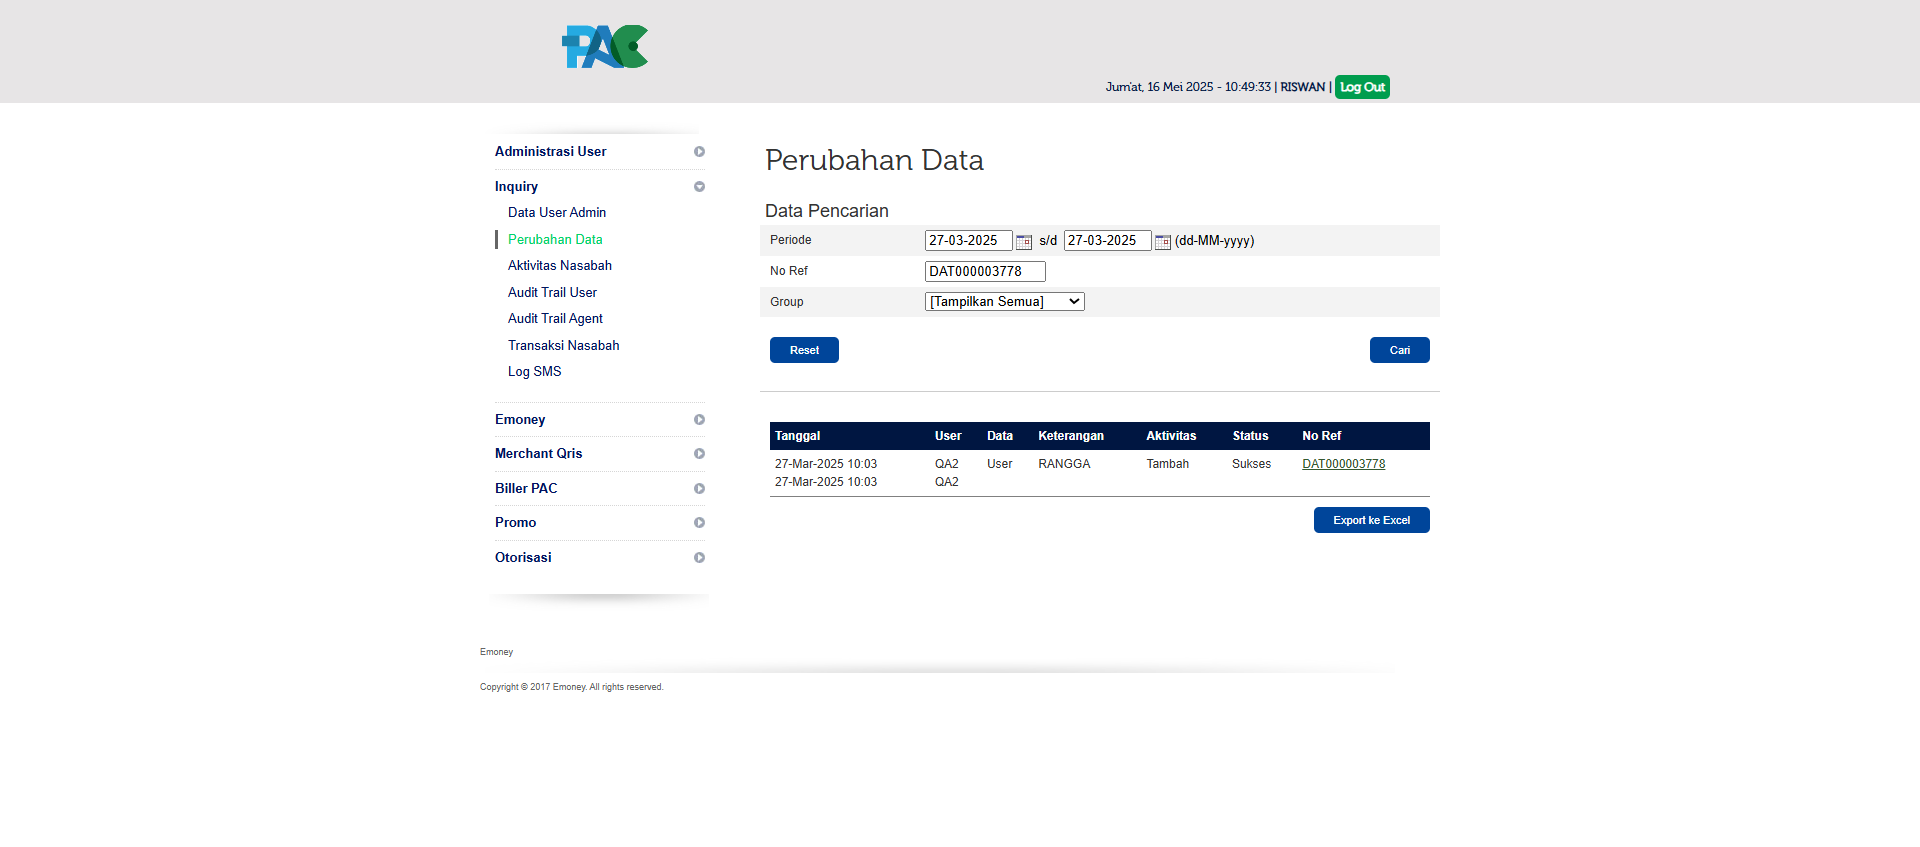 PAC
Jum'at, 16 Mei 2025 - 10:49:33 | RISWAN | Log Out
Administrasi User
Inquiry
Data User Admin
Perubahan Data
Aktivitas Nasabah
Audit Trail User
Audit Trail Agent
Transaksi Nasabah
Log SMS
Emoney
Merchant Qris
Biller PAC
Promo
Otorisasi
Perubahan Data
Data Pencarian
Periode 27-03-2025 s/d 27-03-2025 (dd-MM-yyyy)
No Ref DAT000003778
Group [Tampilkan Semua]
Reset Cari
Tanggal User Data Keterangan Aktivitas Status No Ref
27-Mar-2025 10:03 QA2 User RANGGA Tambah Sukses DAT000003778
27-Mar-2025 10:03 QA2
Export ke Excel
Emoney
Copyright © 2017 Emoney. All rights reserved.